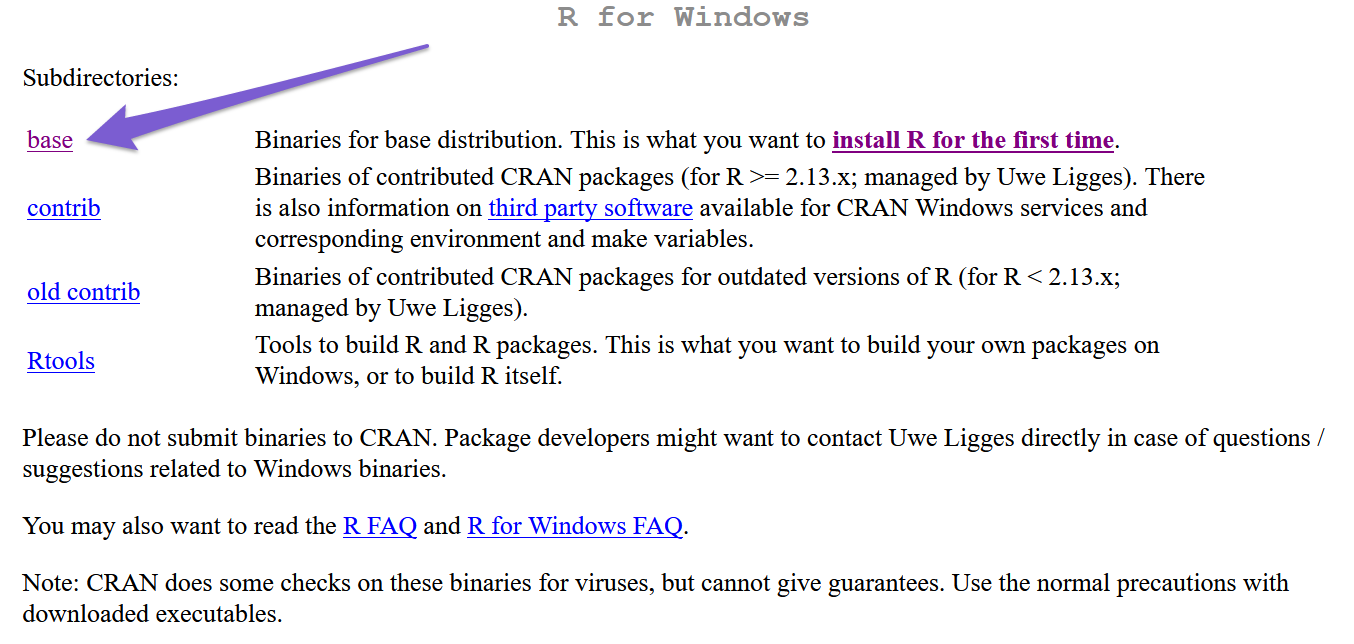 R for Windows
Subdirectories:
base
Binaries for base distribution. This is what you want to install R for the first time.
Binaries of contributed CRAN packages (for R >= 2.13.x; managed by Uwe Ligges). There
contrib
is also information on third party software available for CRAN Windows services and
corresponding environment and make variables.
old contrib
Binaries of contributed CRAN packages for outdated versions of R (for R < 2.13.x;
managed by Uwe Ligges).
Rtools
Tools to build R and R packages. This is what you want to build your own packages on
Windows, or to build R itself.
Please do not submit binaries to CRAN. Package developers might want to contact Uwe Ligges directly in case of questions /
suggestions related to Windows binaries.
You may also want to read the R FAQ and R for Windows FAQ.
Note: CRAN does some checks on these binaries for viruses, but cannot give guarantees. Use the normal precautions with
downloaded executables.